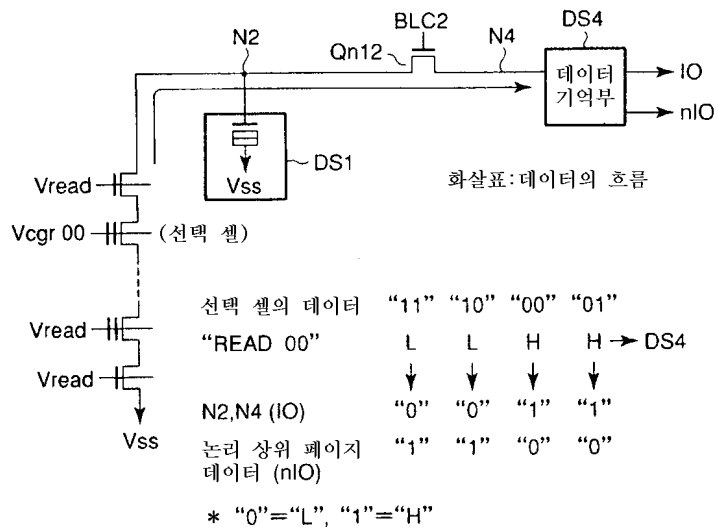 BLC2
DS4
N2
Qn12
N4
데이터
기억부
IO
nIO
DS1
Vss
화살표:데이터의 흐름
Vread
Vcgr 00
(선택 셀)
선택 셀의 데이터 “11” “10” “00” “01”
Vread
“READ 00” L L H H → DS4
Vread
N2,N4 (IO) “0” “0” “1” “1”
Vss
논리 상위 페이지 “1” “1” “0” “0”
데이터 (nIO)
* “0”=“L”, “1”=“H”